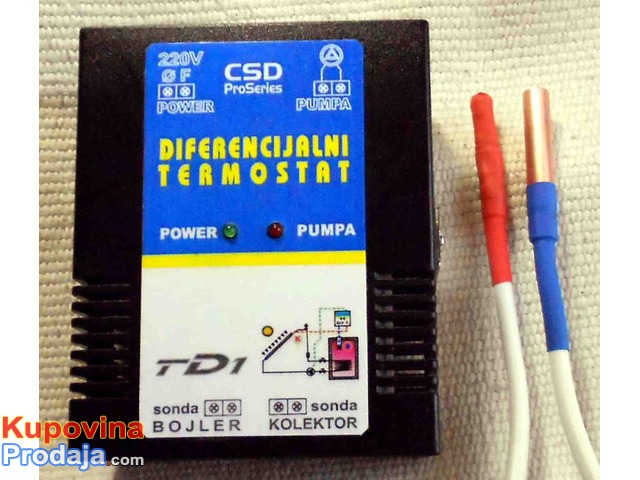 220V
Ø F
POWER
CSD
ProSeries
PUMPA
DIFERENCIJALNI
TERMOSTAT
POWER
PUMPA
TD1
sonda
BOJLER
sonda
KOLEKTOR
Kupovina
Prodaja.com